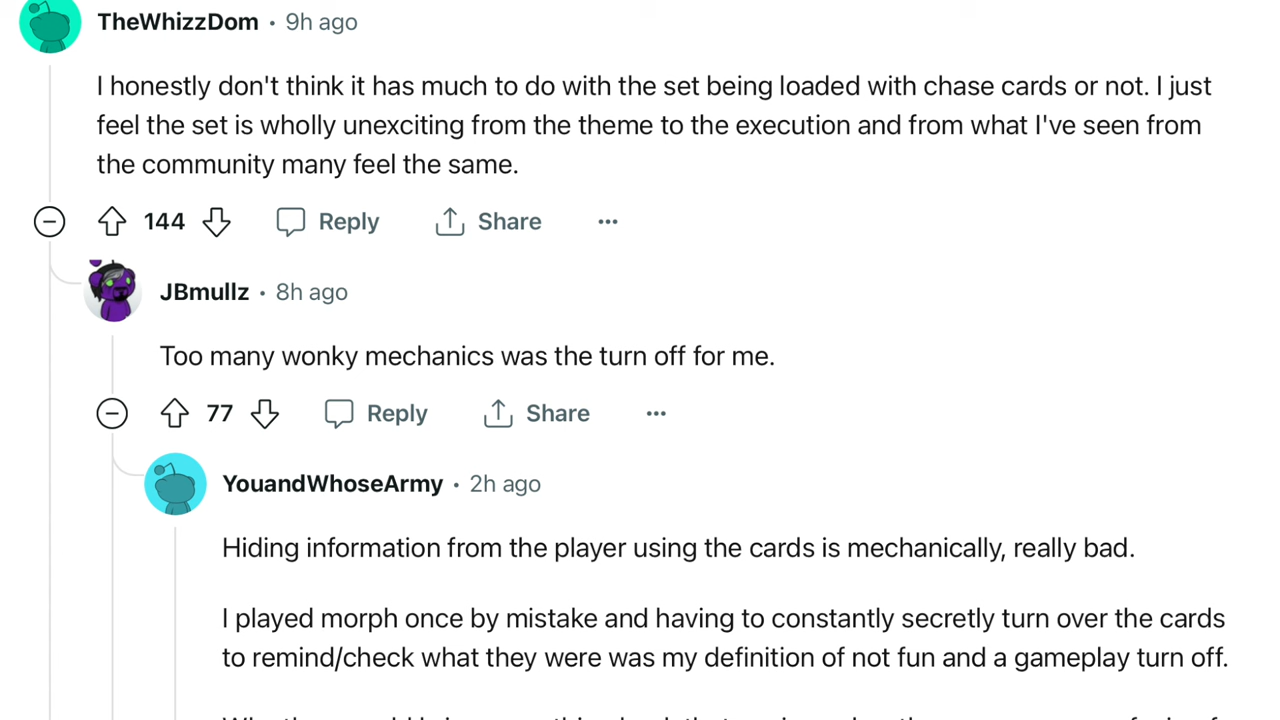 TheWhizzDom • 9h ago
I honestly don't think it has much to do with the set being loaded with chase cards or not. I just
feel the set is wholly unexciting from the theme to the execution and from what I've seen from
the community many feel the same.
144 Reply Share ...
JBmullz • 8h ago
Too many wonky mechanics was the turn off for me.
77 Reply Share ...
YouandWhoseArmy • 2h ago
Hiding information from the player using the cards is mechanically, really bad.
I played morph once by mistake and having to constantly secretly turn over the cards
to remind/check what they were was my definition of not fun and a gameplay turn off.